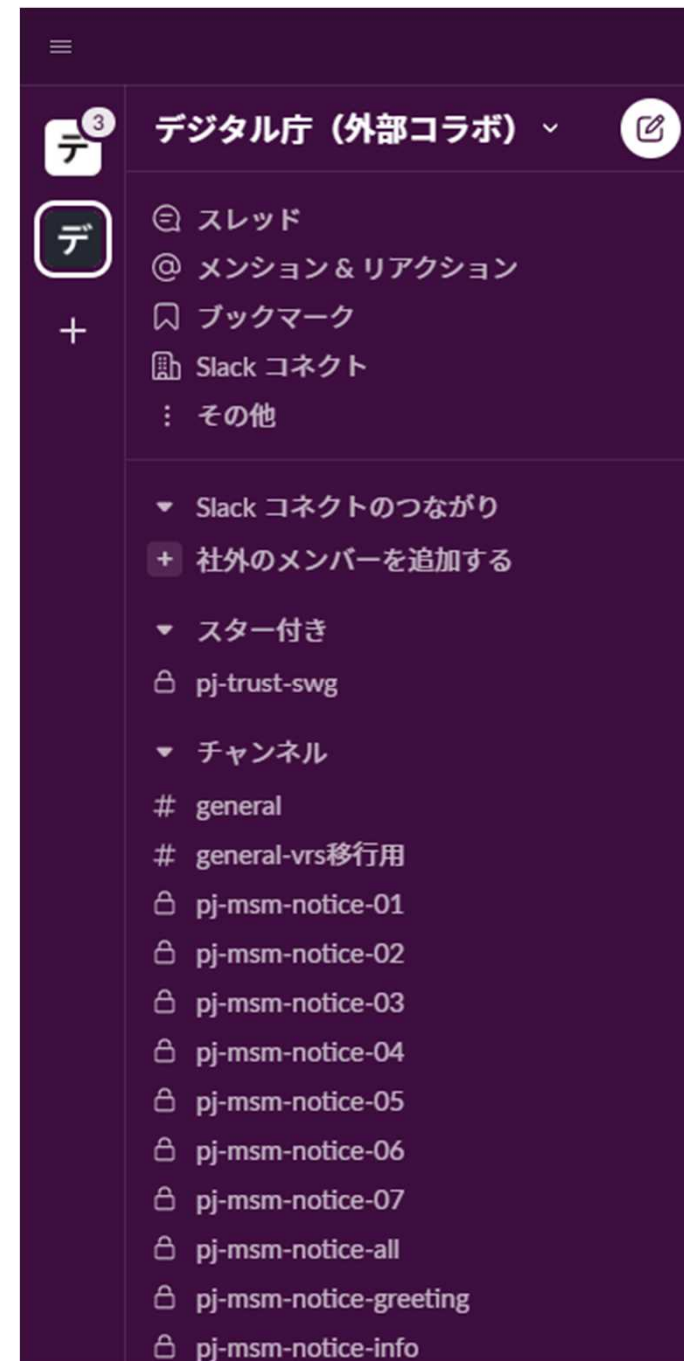 デジタル庁（外部コラボ）
3
デ
デ
スレッド
@ メンション & リアクション
ブックマーク
Slack コネクト
その他
Slack コネクトのつながり
+ 社外のメンバーを追加する
スター付き
pj-trust-swg
チャンネル
# general
# general-vrs移行用
pj-msm-notice-01
pj-msm-notice-02
pj-msm-notice-03
pj-msm-notice-04
pj-msm-notice-05
pj-msm-notice-06
pj-msm-notice-07
pj-msm-notice-all
pj-msm-notice-greeting
pj-msm-notice-info